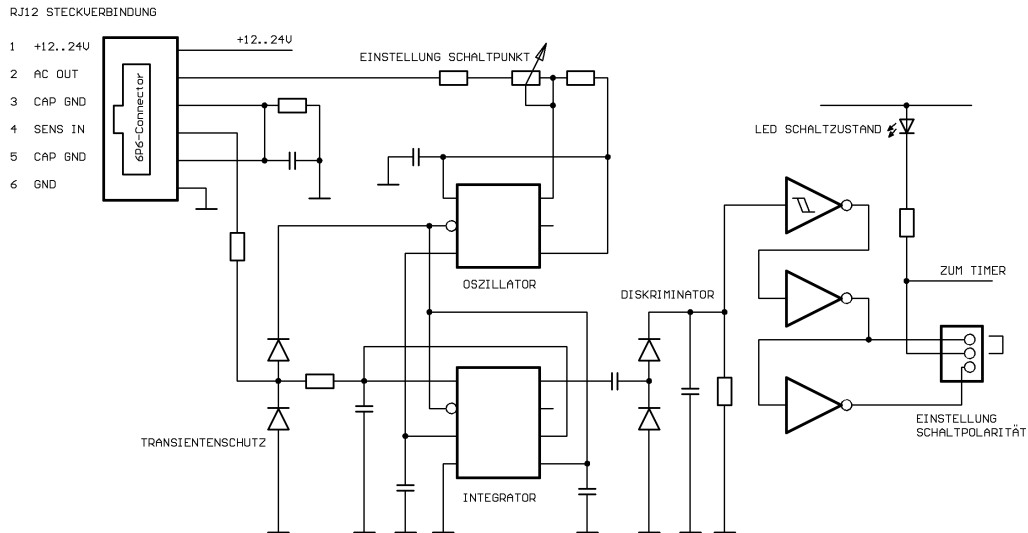 RJ12 STECKVERBINDUNG
1 +12..24V
+12..24V
2 AC OUT
3 CAP GND
4 SENS IN
5 CAP GND
6 GND
6P6-Connector
EINSTELLUNG SCHALTPUNKT
LED SCHALTZUSTAND
OSZILLATOR
DISKRIMINATOR
ZUM TIMER
TRANSIENTENSCHUTZ
INTEGRATOR
EINSTELLUNG
SCHALTPOLARITÄT